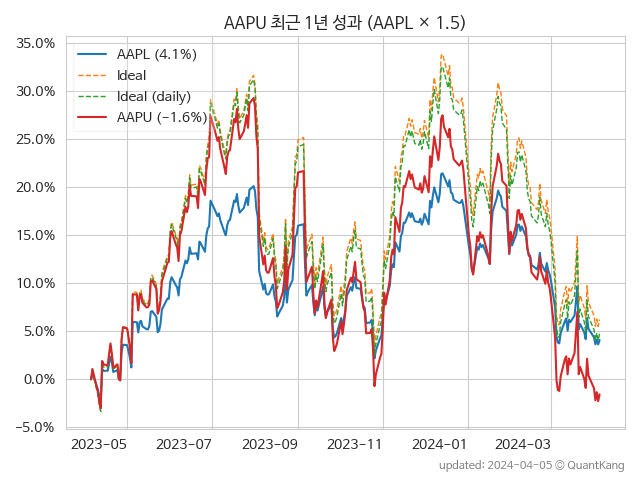 AAPU 최근 1년 성과 (AAPL × 1.5)
35.0%
30.0%
25.0%
20.0%
15.0%
10.0%
5.0%
0.0%
−5.0%
AAPL (4.1%)
Ideal
Ideal (daily)
AAPU (−1.6%)
2023-05 2023-07 2023-09 2023-11 2024-01 2024-03
updated: 2024-04-05 ⓒ QuantKang